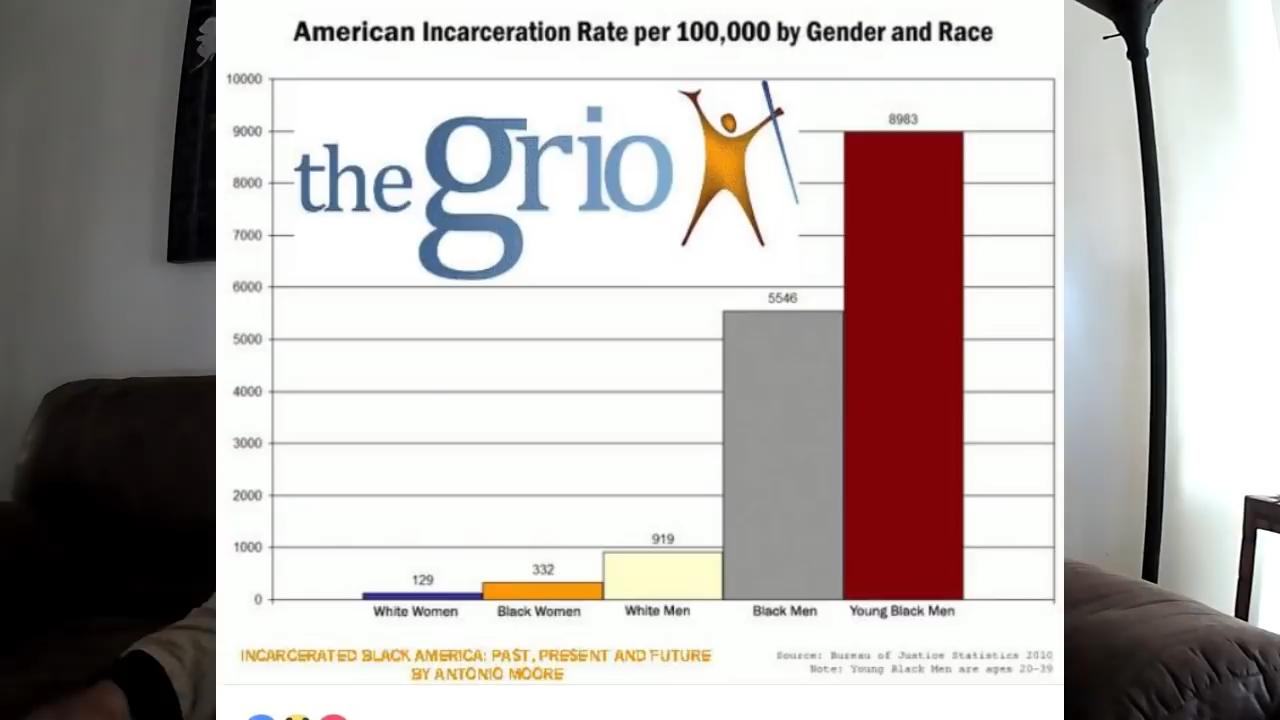 American Incarceration Rate per 100,000 by Gender and Race
10000
9000
8000
7000
6000
5000
4000
3000
2000
1000
0
the grio
129
332
919
5546
8983
White Women
Black Women
White Men
Black Men
Young Black Men
INCARCERATED BLACK AMERICA: PAST, PRESENT AND FUTURE
BY ANTONIO MOORE
Source: Bureau of Justice Statistics 2010
Note: Young Black Men are ages 20-39